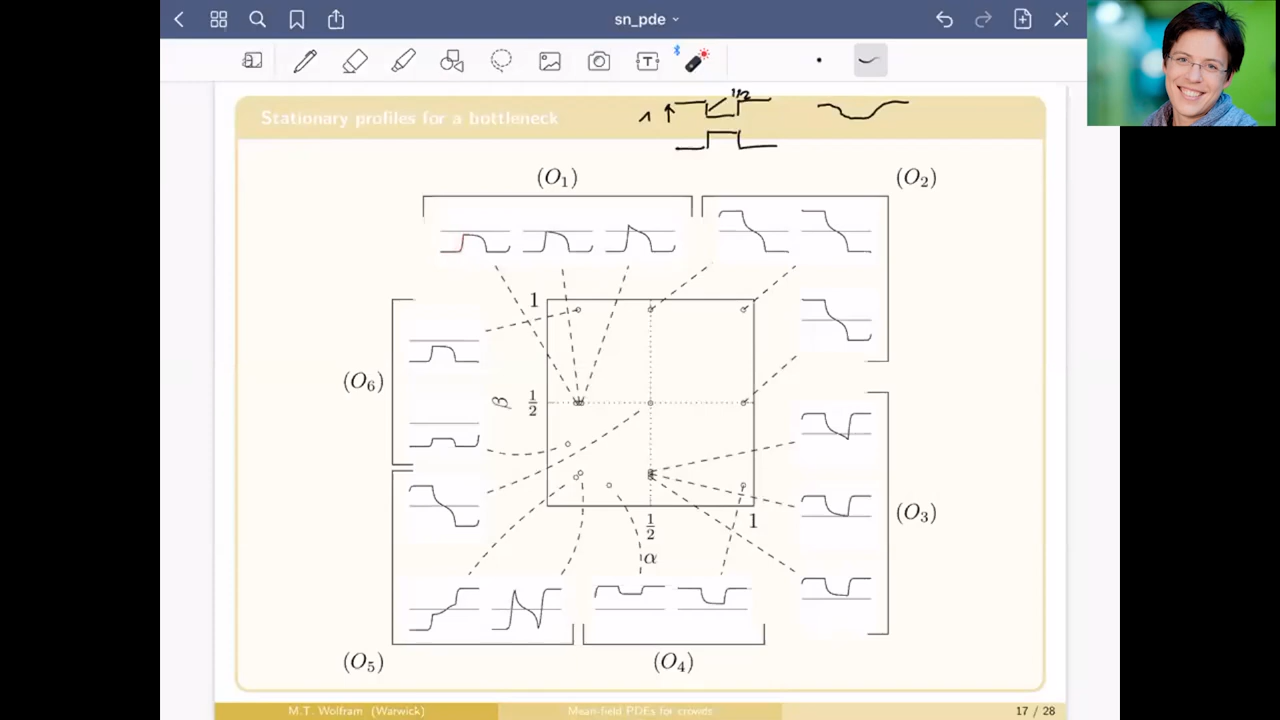 sn_pde
T
1/2
1
Stationary profiles for a bottleneck
(O₁)
(O₂)
1
(O₆)
β
1/2
(O₃)
1/2
1
α
(O₅)
(O₄)
M.T. Wolfram (Warwick)
Mean-field PDEs for crowds
17 / 28